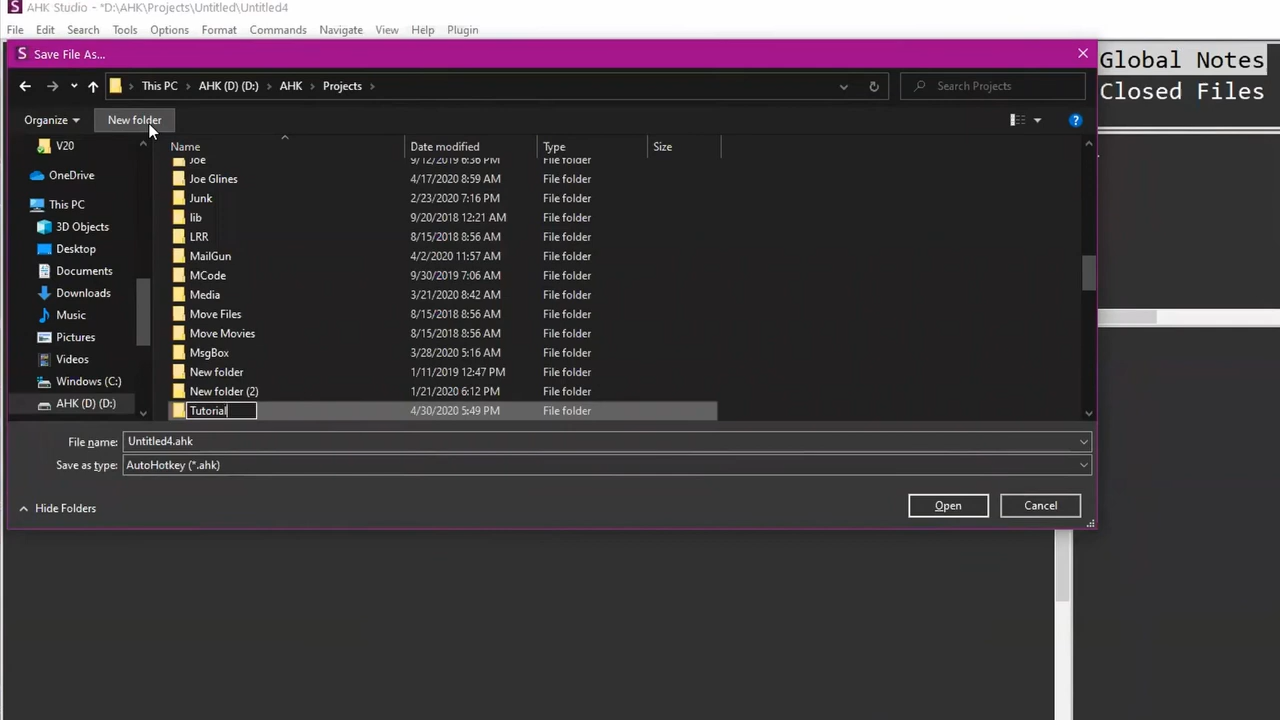 AHK Studio - *D:\AHK\Projects\Untitled\Untitled4
File Edit Search Tools Options Format Commands Navigate View Help Plugin
S Save File As...
Global Notes
Closed Files
This PC > AHK (D) (D:) > AHK > Projects >
Search Projects
Organize New folder
Name Date modified Type Size
V20
OneDrive
This PC
3D Objects
Desktop
Documents
Downloads
Music
Pictures
Videos
Windows (C:)
AHK (D) (D:)
Joe 9/12/2019 6:36 PM File folder
Joe Glines 4/17/2020 8:59 AM File folder
Junk 2/23/2020 7:16 PM File folder
lib 9/20/2018 12:21 AM File folder
LRR 8/15/2018 8:56 AM File folder
MailGun 4/2/2020 11:57 AM File folder
MCode 9/30/2019 7:06 AM File folder
Media 3/21/2020 8:42 AM File folder
Move Files 8/15/2018 8:56 AM File folder
Move Movies 8/15/2018 8:56 AM File folder
MsgBox 3/28/2020 5:16 AM File folder
New folder 1/11/2019 12:47 PM File folder
New folder (2) 1/21/2020 6:12 PM File folder
Tutorial 4/30/2020 5:49 PM File folder
File name: Untitled4.ahk
Save as type: AutoHotkey (*.ahk)
Hide Folders
Open Cancel